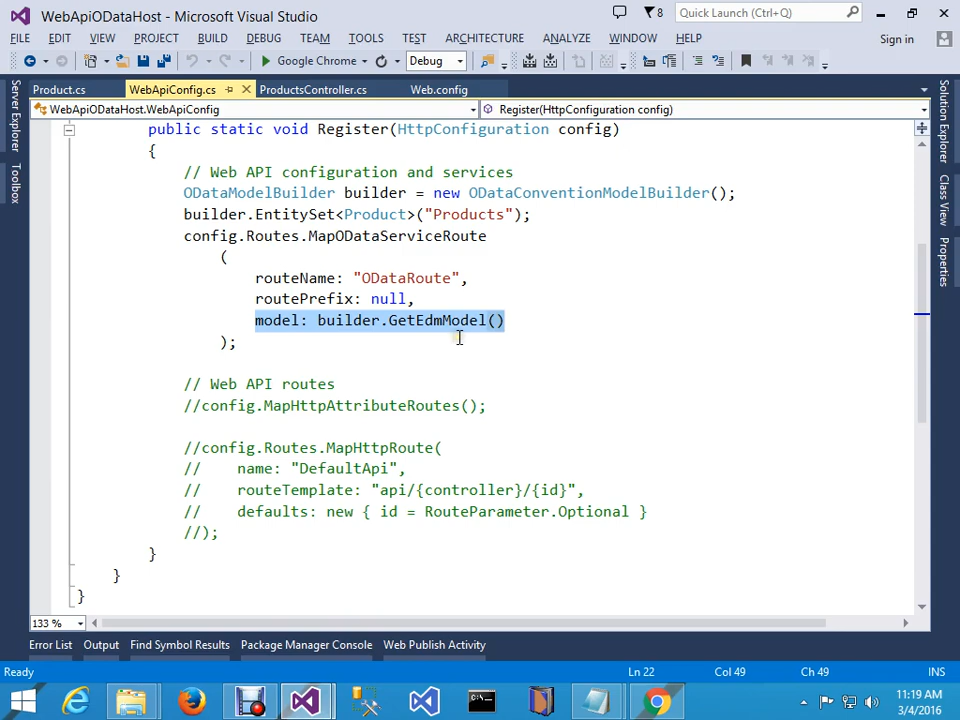 WebApiODataHost - Microsoft Visual Studio
8
Quick Launch (Ctrl+Q)
FILE EDIT VIEW PROJECT BUILD DEBUG TEAM TOOLS TEST ARCHITECTURE ANALYZE WINDOW HELP
Sign in
Google Chrome
Debug
Product.cs WebApiConfig.cs ProductsController.cs Web.config
WebApiODataHost.WebApiConfig
Register(HttpConfiguration config)
Server Explorer
Toolbox
Solution Explorer
Class View
Properties
public static void Register(HttpConfiguration config)
{
// Web API configuration and services
ODataModelBuilder builder = new ODataConventionModelBuilder();
builder.EntitySet<Product>("Products");
config.Routes.MapODataServiceRoute
(
routeName: "ODataRoute",
routePrefix: null,
model: builder.GetEdmModel()
);
// Web API routes
//config.MapHttpAttributeRoutes();
//config.Routes.MapHttpRoute(
//    name: "DefaultApi",
//    routeTemplate: "api/{controller}/{id}",
//    defaults: new { id = RouteParameter.Optional }
//);
}
}
}
133 %
Error List Output Find Symbol Results Package Manager Console Web Publish Activity
Ready
Ln 22
Col 49
Ch 49
INS
11:19 AM
3/4/2016